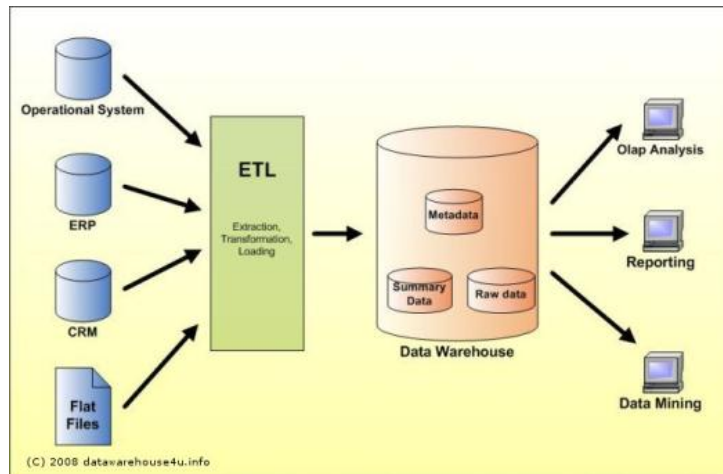 Operational System
ERP
CRM
Flat
Files
ETL
Extraction,
Transformation,
Loading
Metadata
Summary
Data
Raw data
Data Warehouse
Olap Analysis
Reporting
Data Mining
(C) 2008 datawarehouse4u.info